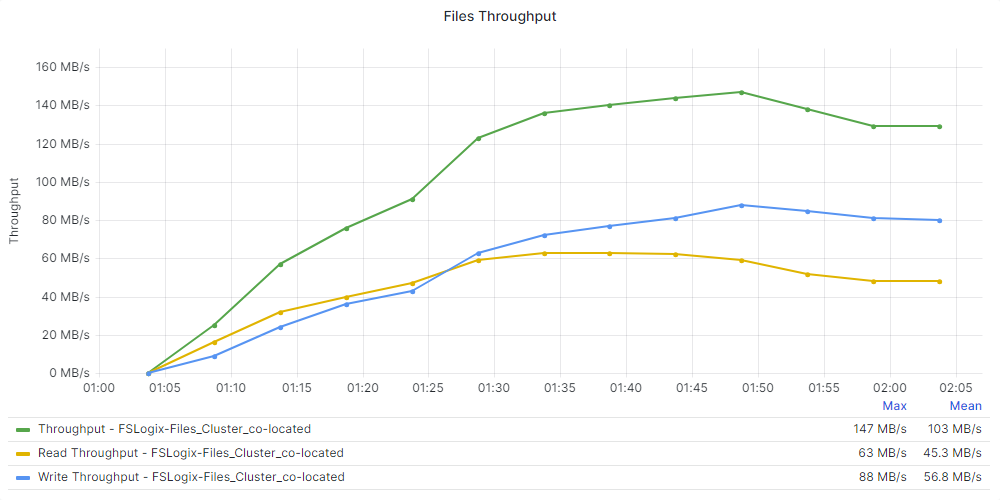 Files Throughput
Throughput
160 MB/s
140 MB/s
120 MB/s
100 MB/s
80 MB/s
60 MB/s
40 MB/s
20 MB/s
0 MB/s
01:00 01:05 01:10 01:15 01:20 01:25 01:30 01:35 01:40 01:45 01:50 01:55 02:00 02:05
Max Mean
Throughput - FSLogix-Files_Cluster_co-located 147 MB/s 103 MB/s
Read Throughput - FSLogix-Files_Cluster_co-located 63 MB/s 45.3 MB/s
Write Throughput - FSLogix-Files_Cluster_co-located 88 MB/s 56.8 MB/s